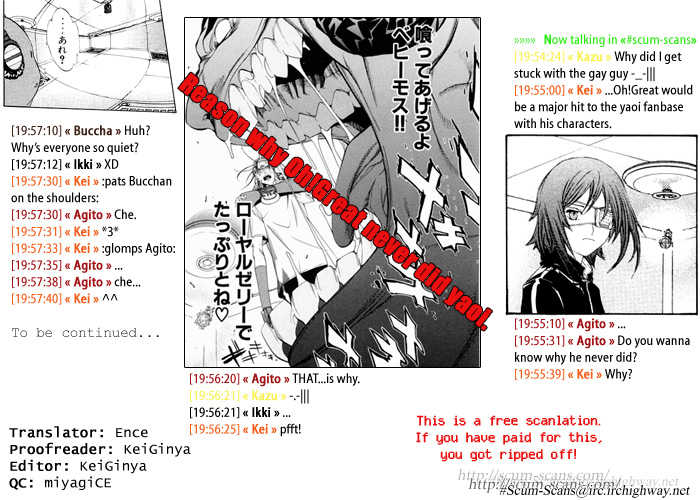 »»»» Now talking in «#scum-scans»
[19:54:24] « Kazu » Why did I get
stuck with the gay guy -_-|||
[19:55:00] « Kei » ...Oh!Great would
be a major hit to the yaoi fanbase
with his characters.
[19:55:10] « Agito » ...
[19:55:31] « Agito » Do you wanna
know why he never did?
[19:55:39] « Kei » Why?
喰ってあげるよ
ベヒーモス!!
ローヤルゼリーで
たっぷりとね♡
Reason why Oh!Great never did yaoi.
[19:56:20] « Agito » THAT...is why.
[19:56:21] « Kazu » -.-|||
[19:56:21] « Ikki » ...
[19:56:25] « Kei » pfft!
…あれ?
[19:57:10] « Buccha » Huh?
Why's everyone so quiet?
[19:57:12] « Ikki » XD
[19:57:30] « Kei » :pats Bucchan
on the shoulders:
[19:57:30] « Agito » Che.
[19:57:31] « Kei » *3*
[19:57:33] « Kei » :glomps Agito:
[19:57:35] « Agito » ...
[19:57:38] « Agito » che...
[19:57:40] « Kei » ^^
To be continued...
Translator: Ence
Proofreader: KeiGinya
Editor: KeiGinya
QC: miyagiCE
This is a free scanlation.
If you have paid for this,
you got ripped off!
http://scum-scans.com/
#Scum-Scans@irc.irchighway.net